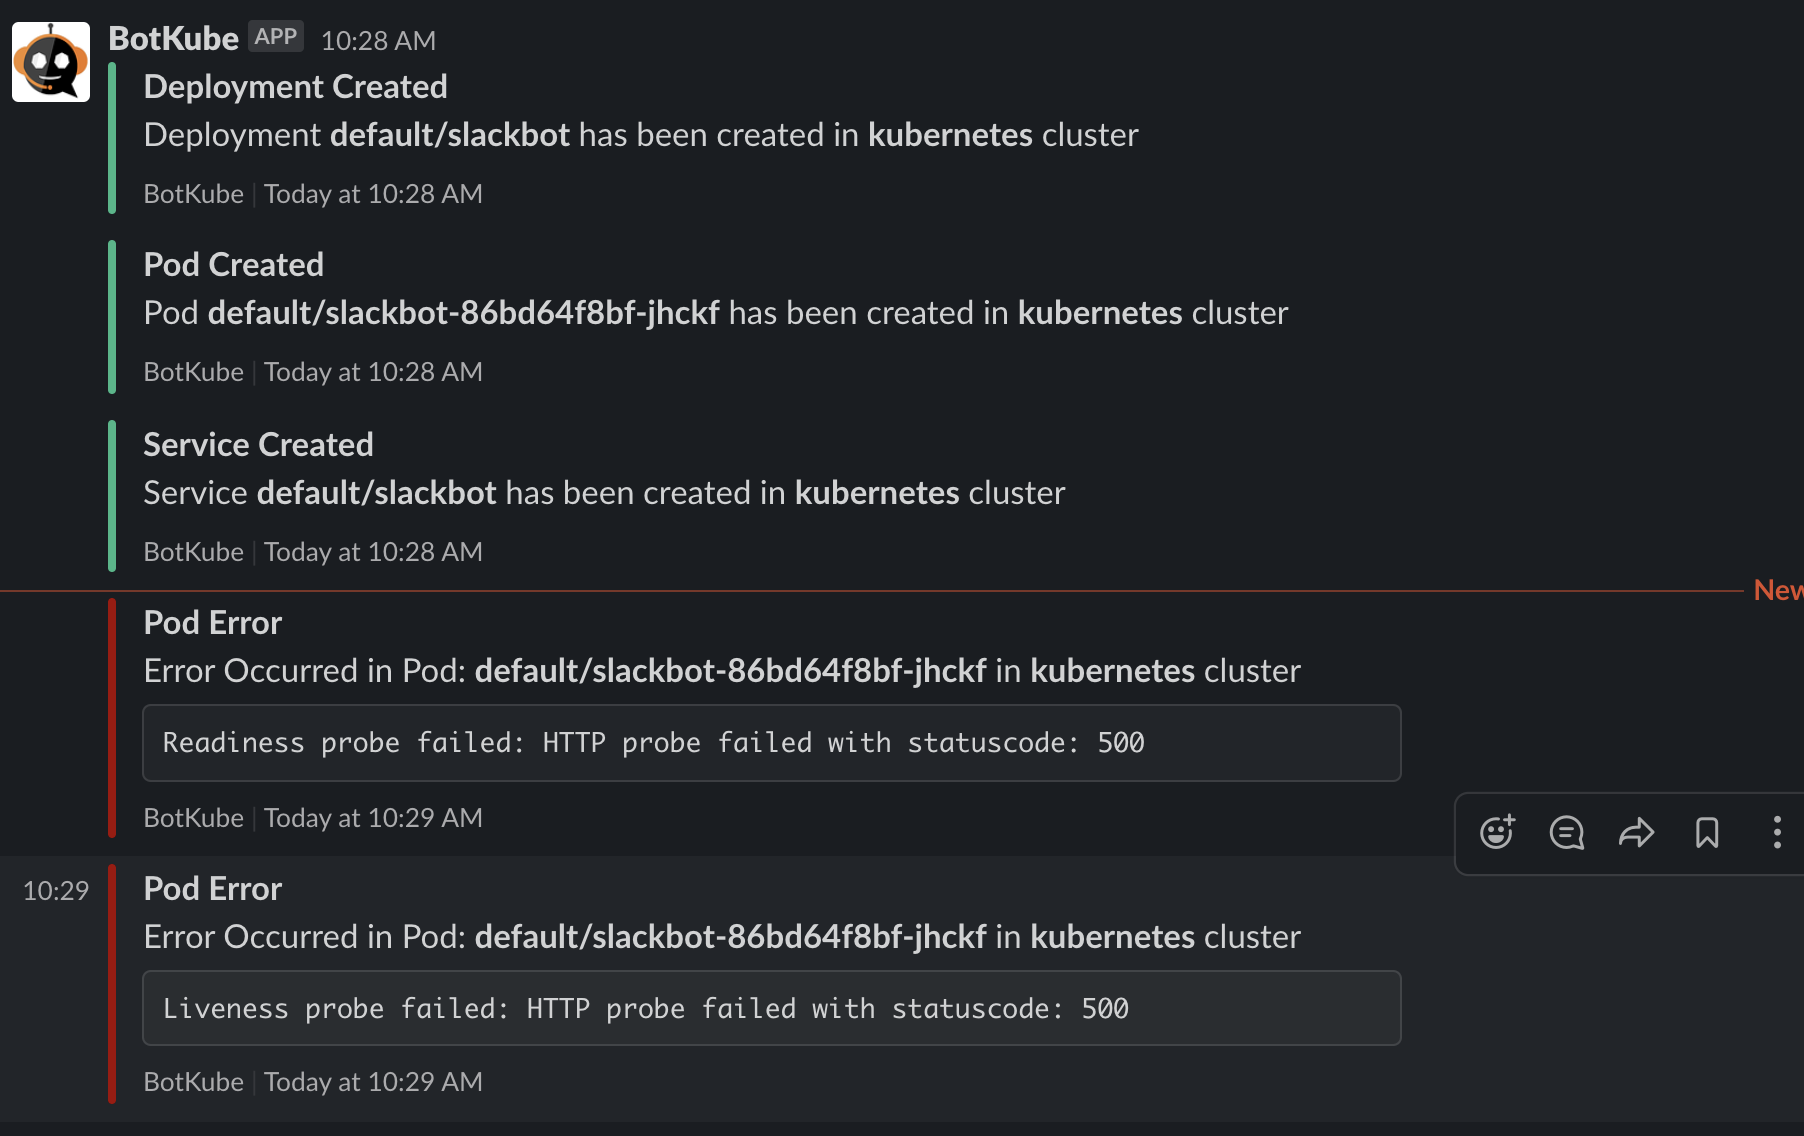 BotKube APP 10:28 AM
Deployment Created
Deployment default/slackbot has been created in kubernetes cluster
BotKube | Today at 10:28 AM
Pod Created
Pod default/slackbot-86bd64f8bf-jhckf has been created in kubernetes cluster
BotKube | Today at 10:28 AM
Service Created
Service default/slackbot has been created in kubernetes cluster
BotKube | Today at 10:28 AM
New
Pod Error
Error Occurred in Pod: default/slackbot-86bd64f8bf-jhckf in kubernetes cluster
Readiness probe failed: HTTP probe failed with statuscode: 500
BotKube | Today at 10:29 AM
10:29 Pod Error
Error Occurred in Pod: default/slackbot-86bd64f8bf-jhckf in kubernetes cluster
Liveness probe failed: HTTP probe failed with statuscode: 500
BotKube | Today at 10:29 AM